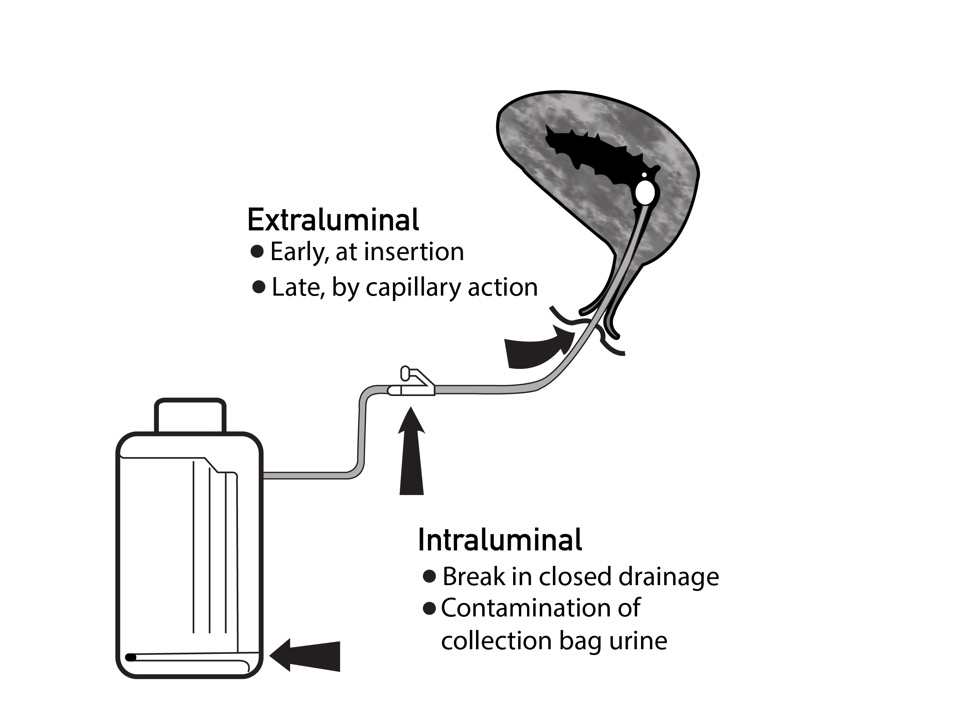 Extraluminal
● Early, at insertion
● Late, by capillary action
Intraluminal
● Break in closed drainage
● Contamination of
collection bag urine